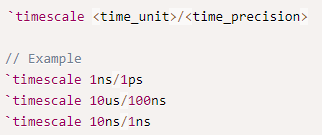 `timescale <time_unit>/<time_precision>
// Example
`timescale 1ns/1ps
`timescale 10us/100ns
`timescale 10ns/1ns